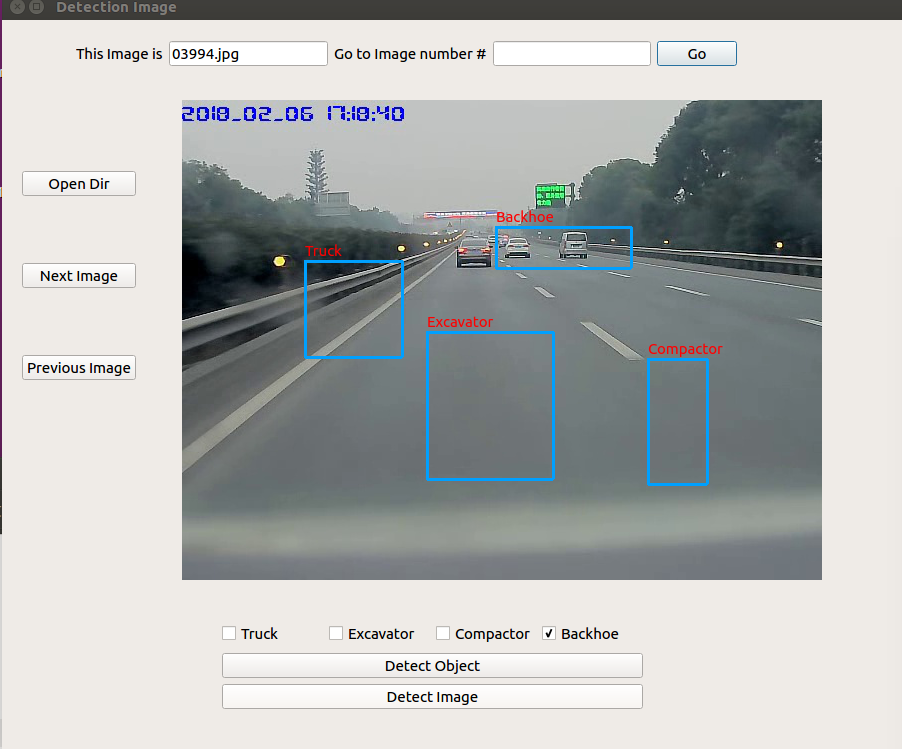 Detection Image
This Image is 03994.jpg Go to Image number # Go
2018_02_06 17:18:40
Open Dir
Backhoe
Truck
Next Image
Excavator
Compactor
Previous Image
Truck Excavator Compactor Backhoe
Detect Object
Detect Image